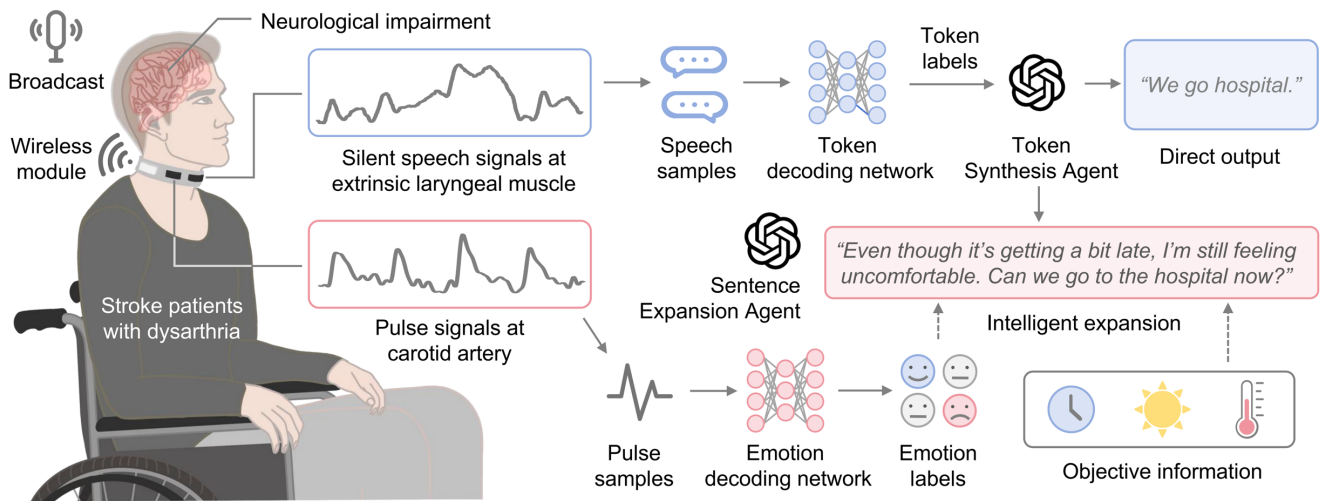 Neurological impairment
Broadcast
Wireless
module
Silent speech signals at
extrinsic laryngeal muscle
Speech
samples
Token
decoding network
Token
labels
Token
Synthesis Agent
“We go hospital.”
Direct output
Stroke patients
with dysarthria
Pulse signals at
carotid artery
Sentence
Expansion Agent
“Even though it’s getting a bit late, I’m still feeling
uncomfortable. Can we go to the hospital now?”
Intelligent expansion
Pulse
samples
Emotion
decoding network
Emotion
labels
Objective information